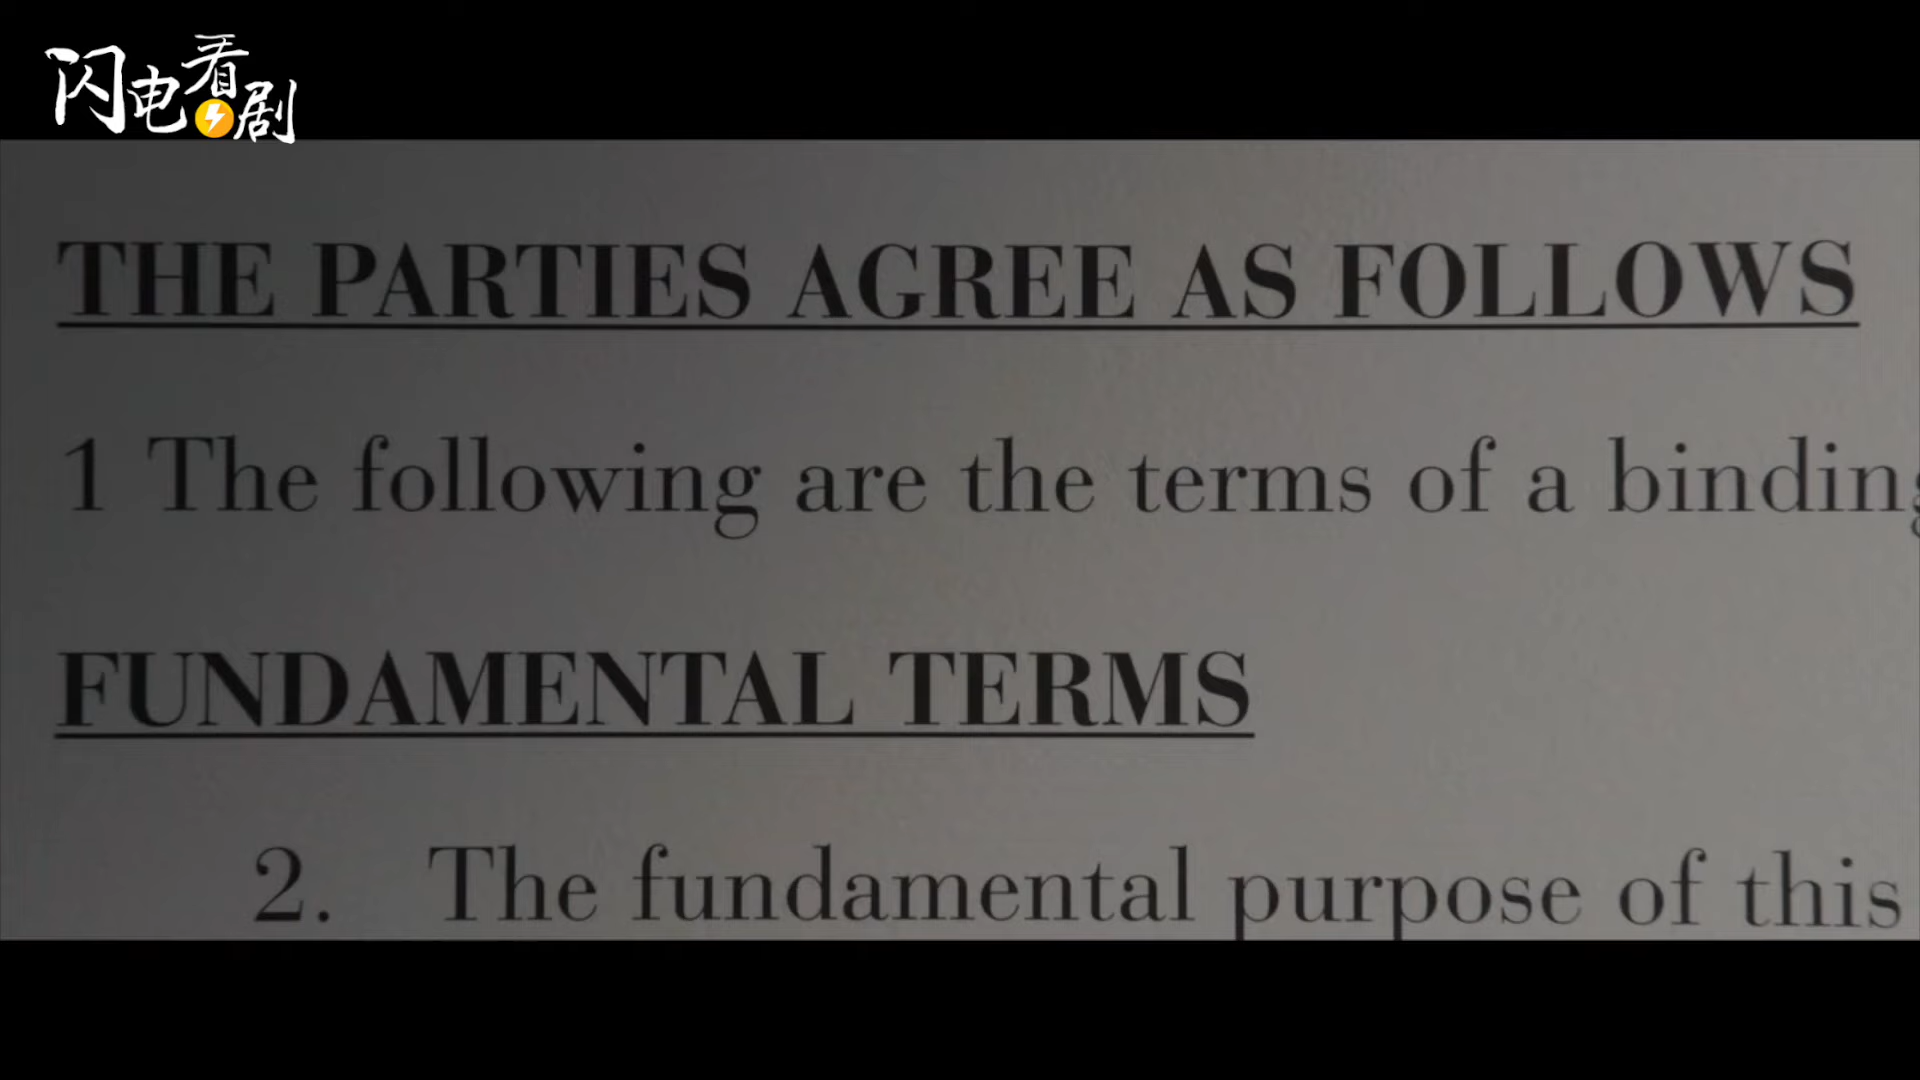 闪电看剧
THE PARTIES AGREE AS FOLLOWS
1 The following are the terms of a binding
FUNDAMENTAL TERMS
2. The fundamental purpose of this